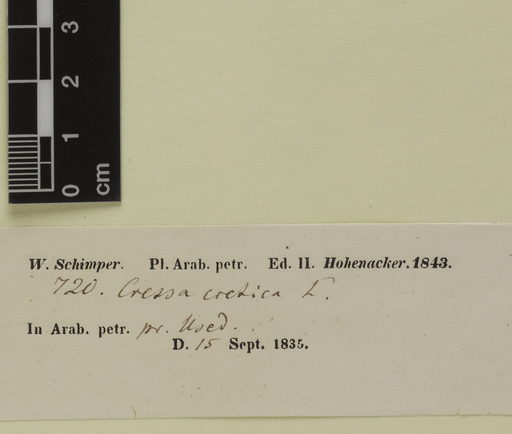 3
2
1
0
cm
W. Schimper. Pl. Arab. petr. Ed. II. Hohenacker. 1843.
720. Cressa cretica L.
In Arab. petr. pr. Used.
D. 15 Sept. 1835.